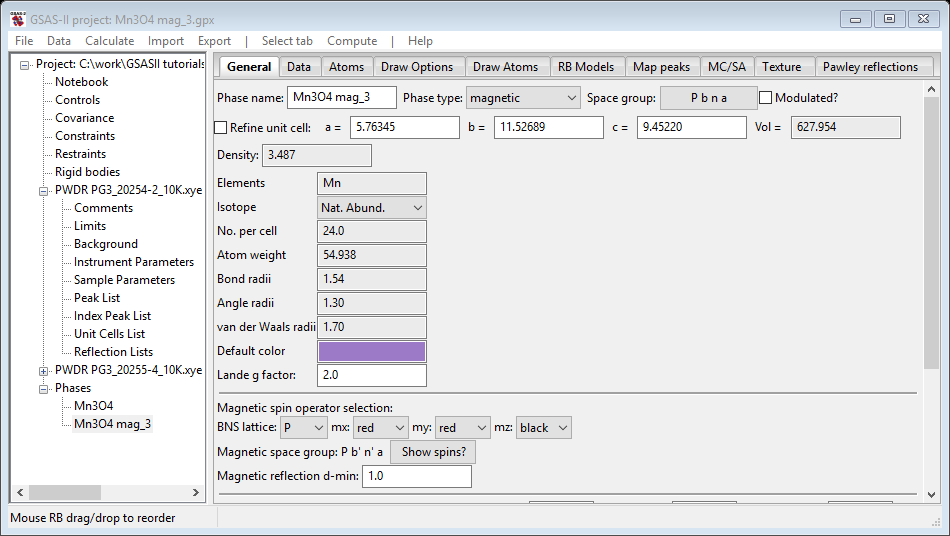 GSAS-II project: Mn3O4 mag_3.gpx
File Data Calculate Import Export | Select tab Compute | Help
Project: C:\work\GSASII tutorials
Notebook
Controls
Covariance
Constraints
Restraints
Rigid bodies
PWDR PG3_20254-2_10K.xye
Comments
Limits
Background
Instrument Parameters
Sample Parameters
Peak List
Index Peak List
Unit Cells List
Reflection Lists
PWDR PG3_20255-4_10K.xye
Phases
Mn3O4
Mn3O4 mag_3
General Data Atoms Draw Options Draw Atoms RB Models Map peaks MC/SA Texture Pawley reflections
Phase name: Mn3O4 mag_3 Phase type: magnetic Space group: P b n a Modulated?
Refine unit cell: a = 5.76345 b = 11.52689 c = 9.45220 Vol = 627.954
Density: 3.487
Elements Mn
Isotope Nat. Abund.
No. per cell 24.0
Atom weight 54.938
Bond radii 1.54
Angle radii 1.30
van der Waals radii 1.70
Default color
Lande g factor: 2.0
Magnetic spin operator selection:
BNS lattice: P mx: red my: red mz: black
Magnetic space group: P b' n' a Show spins?
Magnetic reflection d-min: 1.0
Mouse RB drag/drop to reorder